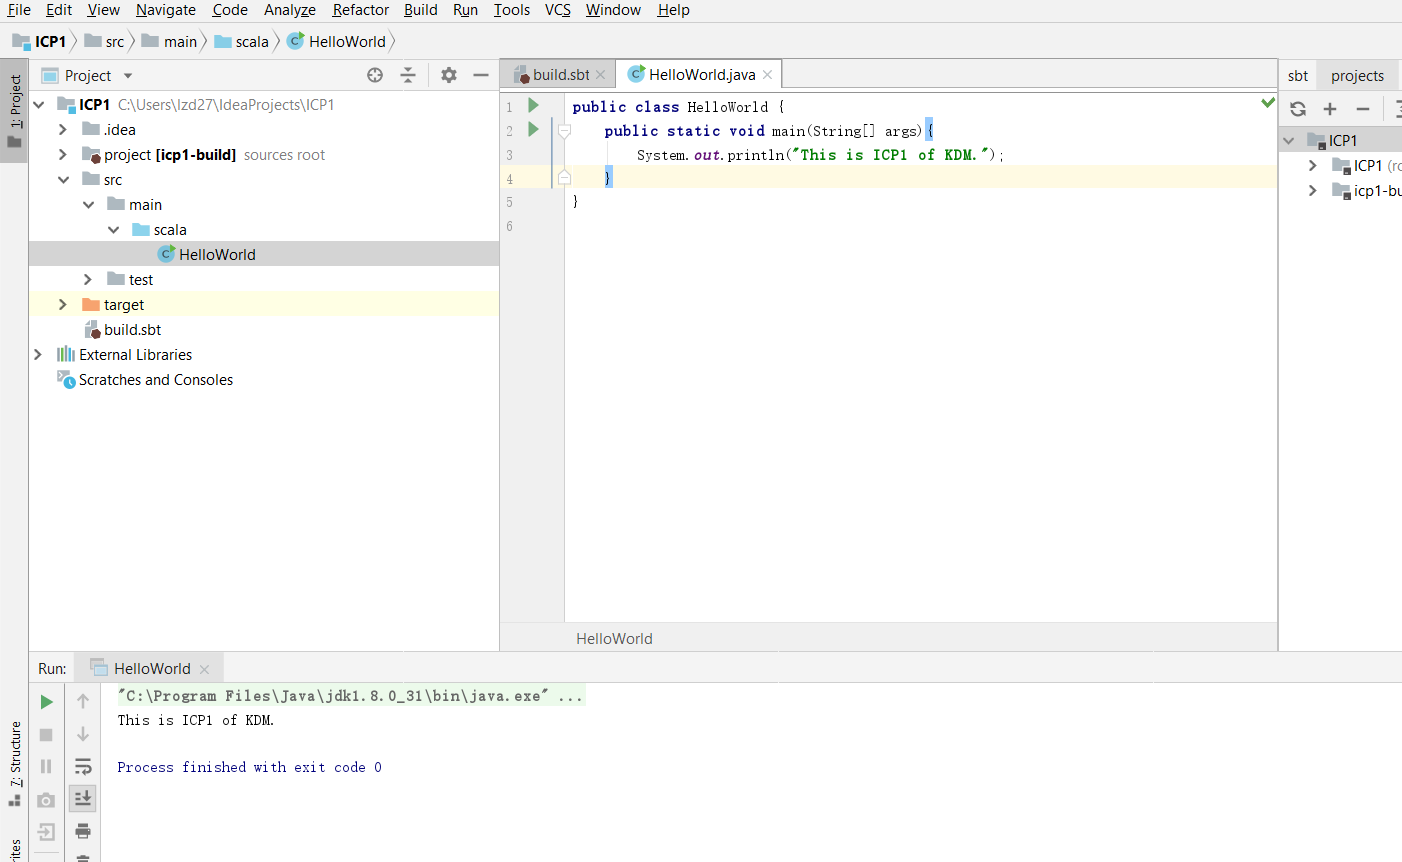 File Edit View Navigate Code Analyze Refactor Build Run Tools VCS Window Help
ICP1 src main scala HelloWorld
1: Project
Project
build.sbt HelloWorld.java
sbt projects
ICP1 C:\Users\lzd27\IdeaProjects\ICP1
.idea
project [icp1-build] sources root
src
main
scala
HelloWorld
test
target
build.sbt
External Libraries
Scratches and Consoles
1 public class HelloWorld {
2 public static void main(String[] args){
3 System.out.println("This is ICP1 of KDM.");
4 }
5 }
6
HelloWorld
ICP1
ICP1 (ro
icp1-bu
Run: HelloWorld
"C:\Program Files\Java\jdk1.8.0_31\bin\java.exe" ...
This is ICP1 of KDM.
Process finished with exit code 0
Z: Structure